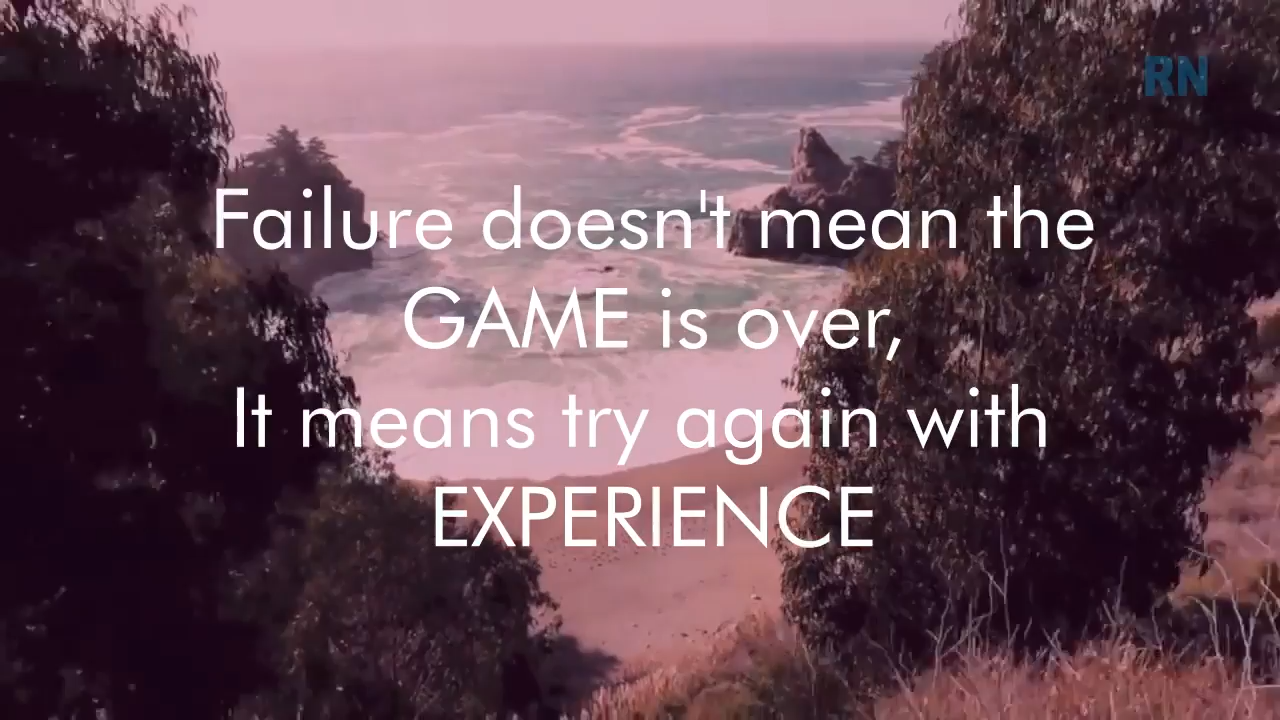 RN
Failure doesn't mean the
GAME is over,
It means try again with
EXPERIENCE